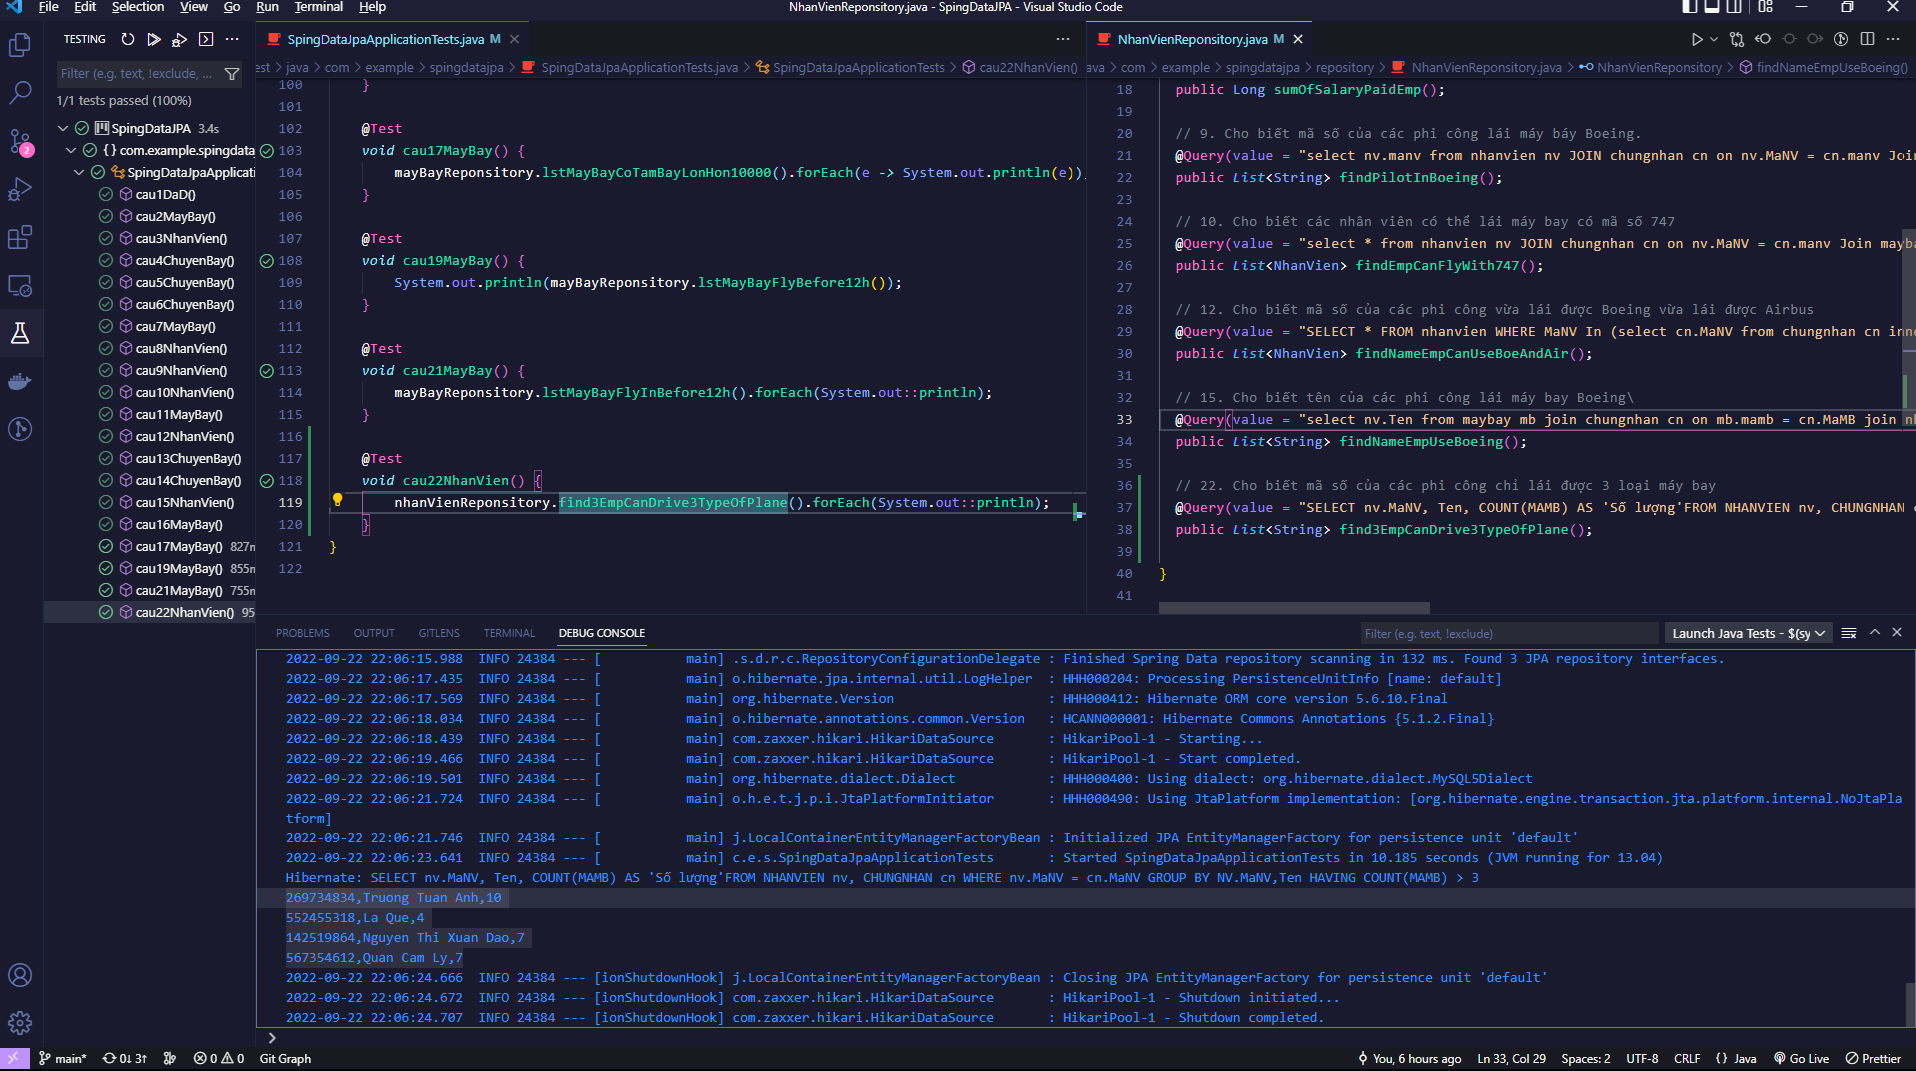 File Edit Selection View Go Run Terminal Help
NhanVienReponsitory.java - SpingDataJPA - Visual Studio Code
TESTING
Filter (e.g. text, !exclude, ...
1/1 tests passed (100%)
SpingDataJPA 3.4s
{ } com.example.spingdata
SpingDataJpaApplicati
cau1DaD()
cau2MayBay()
cau3NhanVien()
cau4ChuyenBay()
cau5ChuyenBay()
cau6ChuyenBay()
cau7MayBay()
cau8NhanVien()
cau9NhanVien()
cau10NhanVien()
cau11MayBay()
cau12NhanVien()
cau13ChuyenBay()
cau14ChuyenBay()
cau15NhanVien()
cau16MayBay()
cau17MayBay() 827m
cau19MayBay() 855m
cau21MayBay() 755m
cau22NhanVien() 95
2
SpingDataJpaApplicationTests.java M
est > java > com > example > spingdatajpa > SpingDataJpaApplicationTests.java > SpingDataJpaApplicationTests > cau22NhanVien()
100 }
101
102 @Test
103 void cau17MayBay() {
104 mayBayReponsitory.lstMayBayCoTamBayLonHon10000().forEach(e -> System.out.println(e));
105 }
106
107 @Test
108 void cau19MayBay() {
109 System.out.println(mayBayReponsitory.lstMayBayFlyBefore12h());
110 }
111
112 @Test
113 void cau21MayBay() {
114 mayBayReponsitory.lstMayBayFlyInBefore12h().forEach(System.out::println);
115 }
116
117 @Test
118 void cau22NhanVien() {
119 nhanVienReponsitory.find3EmpCanDrive3TypeOfPlane().forEach(System.out::println);
120 }
121 }
122
NhanVienReponsitory.java M
ava > com > example > spingdatajpa > repository > NhanVienReponsitory.java > NhanVienReponsitory > findNameEmpUseBoeing()
18 public Long sumOfSalaryPaidEmp();
19
20 // 9. Cho biết mã số của các phi công lái máy báy Boeing.
21 @Query(value = "select nv.manv from nhanvien nv JOIN chungnhan cn on nv.MaNV = cn.manv Joi
22 public List<String> findPilotInBoeing();
23
24 // 10. Cho biết các nhân viên có thể lái máy bay có mã số 747
25 @Query(value = "select * from nhanvien nv JOIN chungnhan cn on nv.MaNV = cn.manv Join mayba
26 public List<NhanVien> findEmpCanFlyWith747();
27
28 // 12. Cho biết mã số của các phi công vừa lái được Boeing vừa lái được Airbus
29 @Query(value = "SELECT * FROM nhanvien WHERE MaNV In (select cn.MaNV from chungnhan cn inne
30 public List<NhanVien> findNameEmpCanUseBoeAndAir();
31
32 // 15. Cho biết tên của các phi công lái máy bay Boeing\
33 @Query(value = "select nv.Ten from maybay mb join chungnhan cn on mb.mamb = cn.MaMB join nh
34 public List<String> findNameEmpUseBoeing();
35
36 // 22. Cho biết mã số của các phi công chỉ lái được 3 loại máy bay
37 @Query(value = "SELECT nv.MaNV, Ten, COUNT(MAMB) AS 'Số lượng'FROM NHANVIEN nv, CHUNGNHAN c
38 public List<String> find3EmpCanDrive3TypeOfPlane();
39
40 }
41
PROBLEMS OUTPUT GITLENS TERMINAL DEBUG CONSOLE
Filter (e.g. text, !exclude)
Launch Java Tests - $(sy
2022-09-22 22:06:15.988 INFO 24384 --- [ main] .s.d.r.c.RepositoryConfigurationDelegate : Finished Spring Data repository scanning in 132 ms. Found 3 JPA repository interfaces.
2022-09-22 22:06:17.435 INFO 24384 --- [ main] o.hibernate.jpa.internal.util.LogHelper : HHH000204: Processing PersistenceUnitInfo [name: default]
2022-09-22 22:06:17.569 INFO 24384 --- [ main] org.hibernate.Version : HHH000412: Hibernate ORM core version 5.6.10.Final
2022-09-22 22:06:18.034 INFO 24384 --- [ main] o.hibernate.annotations.common.Version : HCANN000001: Hibernate Commons Annotations {5.1.2.Final}
2022-09-22 22:06:18.439 INFO 24384 --- [ main] com.zaxxer.hikari.HikariDataSource : HikariPool-1 - Starting...
2022-09-22 22:06:19.466 INFO 24384 --- [ main] com.zaxxer.hikari.HikariDataSource : HikariPool-1 - Start completed.
2022-09-22 22:06:19.501 INFO 24384 --- [ main] org.hibernate.dialect.Dialect : HHH000400: Using dialect: org.hibernate.dialect.MySQL5Dialect
2022-09-22 22:06:21.724 INFO 24384 --- [ main] o.h.e.t.j.p.i.JtaPlatformInitiator : HHH000490: Using JtaPlatform implementation: [org.hibernate.engine.transaction.jta.platform.internal.NoJtaPla
tform]
2022-09-22 22:06:21.746 INFO 24384 --- [ main] j.LocalContainerEntityManagerFactoryBean : Initialized JPA EntityManagerFactory for persistence unit 'default'
2022-09-22 22:06:23.641 INFO 24384 --- [ main] c.e.s.SpingDataJpaApplicationTests : Started SpingDataJpaApplicationTests in 10.185 seconds (JVM running for 13.04)
Hibernate: SELECT nv.MaNV, Ten, COUNT(MAMB) AS 'Số lượng'FROM NHANVIEN nv, CHUNGNHAN cn WHERE nv.MaNV = cn.MaNV GROUP BY NV.MaNV,Ten HAVING COUNT(MAMB) > 3
269734834,Truong Tuan Anh,10
552455318,La Que,4
142519864,Nguyen Thi Xuan Dao,7
567354612,Quan Cam Ly,7
2022-09-22 22:06:24.666 INFO 24384 --- [ionShutdownHook] j.LocalContainerEntityManagerFactoryBean : Closing JPA EntityManagerFactory for persistence unit 'default'
2022-09-22 22:06:24.672 INFO 24384 --- [ionShutdownHook] com.zaxxer.hikari.HikariDataSource : HikariPool-1 - Shutdown initiated...
2022-09-22 22:06:24.707 INFO 24384 --- [ionShutdownHook] com.zaxxer.hikari.HikariDataSource : HikariPool-1 - Shutdown completed.
main* 0↓ 3↑ 0 0 Git Graph
You, 6 hours ago Ln 33, Col 29 Spaces: 2 UTF-8 CRLF { } Java Go Live Prettier